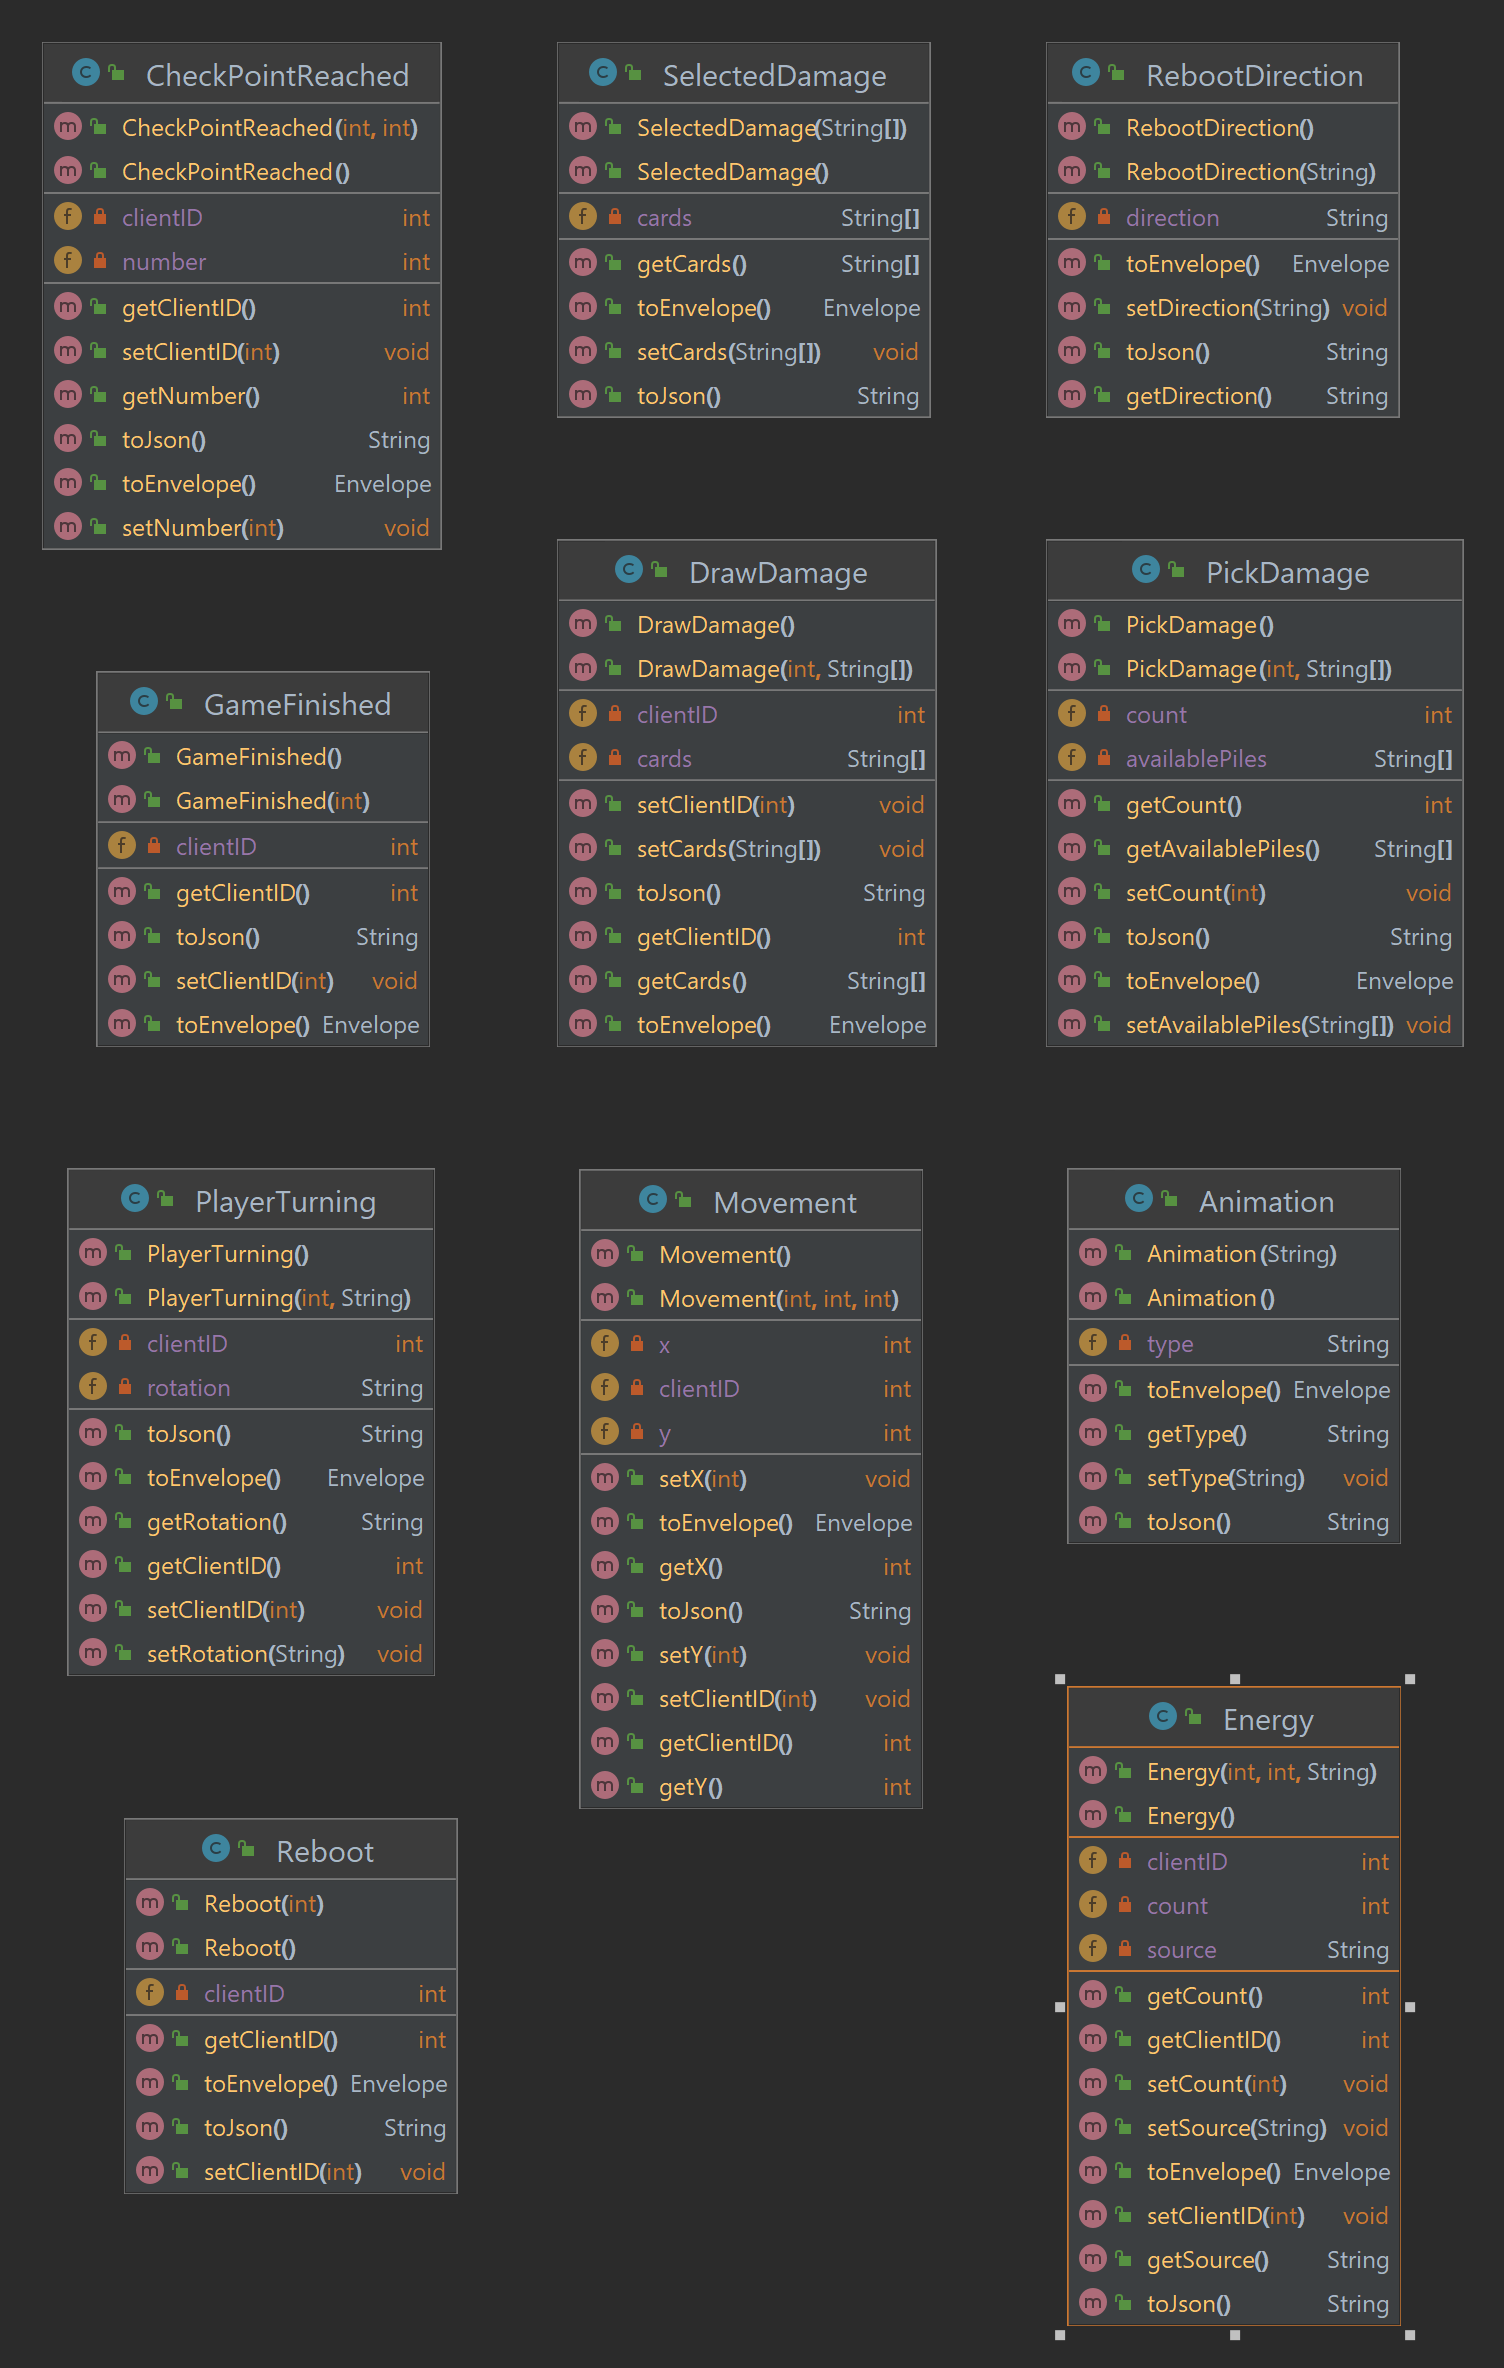 CheckPointReached
CheckPointReached(int, int)
CheckPointReached()
clientID int
number int
getClientID() int
setClientID(int) void
getNumber() int
toJson() String
toEnvelope() Envelope
setNumber(int) void
SelectedDamage
SelectedDamage(String[])
SelectedDamage()
cards String[]
getCards() String[]
toEnvelope() Envelope
setCards(String[]) void
toJson() String
RebootDirection
RebootDirection()
RebootDirection(String)
direction String
toEnvelope() Envelope
setDirection(String) void
toJson() String
getDirection() String
GameFinished
GameFinished()
GameFinished(int)
clientID int
getClientID() int
toJson() String
setClientID(int) void
toEnvelope() Envelope
DrawDamage
DrawDamage()
DrawDamage(int, String[])
clientID int
cards String[]
setClientID(int) void
setCards(String[]) void
toJson() String
getClientID() int
getCards() String[]
toEnvelope() Envelope
PickDamage
PickDamage()
PickDamage(int, String[])
count int
availablePiles String[]
getCount() int
getAvailablePiles() String[]
setCount(int) void
toJson() String
toEnvelope() Envelope
setAvailablePiles(String[]) void
PlayerTurning
PlayerTurning()
PlayerTurning(int, String)
clientID int
rotation String
toJson() String
toEnvelope() Envelope
getRotation() String
getClientID() int
setClientID(int) void
setRotation(String) void
Movement
Movement()
Movement(int, int, int)
x int
clientID int
y int
setX(int) void
toEnvelope() Envelope
getX() int
toJson() String
setY(int) void
setClientID(int) void
getClientID() int
getY() int
Animation
Animation(String)
Animation()
type String
toEnvelope() Envelope
getType() String
setType(String) void
toJson() String
Reboot
Reboot(int)
Reboot()
clientID int
getClientID() int
toEnvelope() Envelope
toJson() String
setClientID(int) void
Energy
Energy(int, int, String)
Energy()
clientID int
count int
source String
getCount() int
getClientID() int
setCount(int) void
setSource(String) void
toEnvelope() Envelope
setClientID(int) void
getSource() String
toJson() String